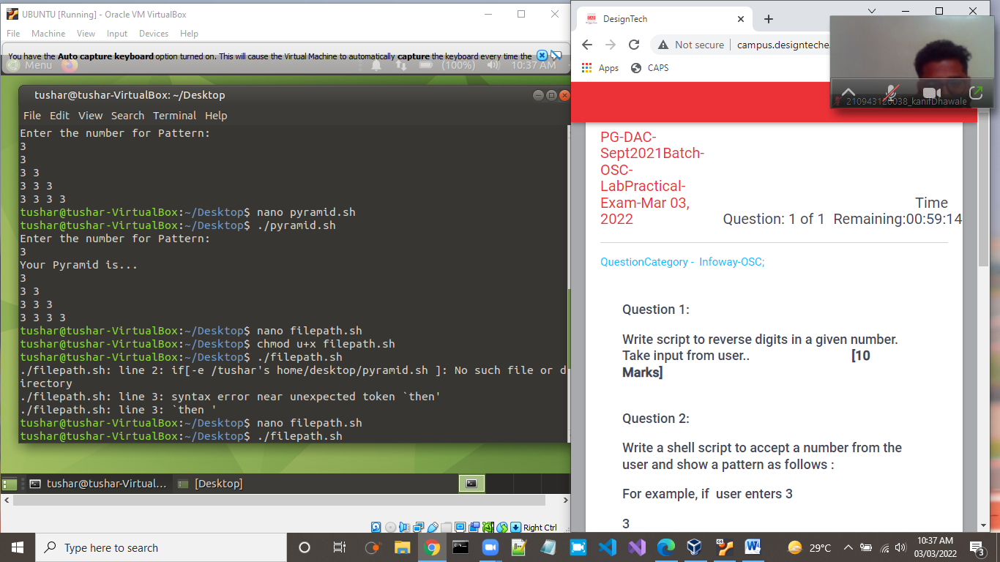 UBUNTU [Running] - Oracle VM VirtualBox
File Machine View Input Devices Help
You have the Auto capture keyboard option turned on. This will cause the Virtual Machine to automatically capture the keyboard every time the
Menu (100%) 10:37 AM
tushar@tushar-VirtualBox: ~/Desktop
File Edit View Search Terminal Help
Enter the number for Pattern:
3
3
3 3
3 3 3
3 3 3 3
tushar@tushar-VirtualBox:~/Desktop$ nano pyramid.sh
tushar@tushar-VirtualBox:~/Desktop$ ./pyramid.sh
Enter the number for Pattern:
3
Your Pyramid is...
3
3 3
3 3 3
3 3 3 3
tushar@tushar-VirtualBox:~/Desktop$ nano filepath.sh
tushar@tushar-VirtualBox:~/Desktop$ chmod u+x filepath.sh
tushar@tushar-VirtualBox:~/Desktop$ ./filepath.sh
./filepath.sh: line 2: if[-e /tushar's home/desktop/pyramid.sh ]: No such file or d
irectory
./filepath.sh: line 3: syntax error near unexpected token `then'
./filepath.sh: line 3: `then '
tushar@tushar-VirtualBox:~/Desktop$ nano filepath.sh
tushar@tushar-VirtualBox:~/Desktop$ ./filepath.sh
tushar@tushar-Virtual... [Desktop]
Right Ctrl
DesignTech
Not secure campus.designteche
Apps CAPS
210943120038_kanifDhawale
PG-DAC-
Sept2021Batch-
OSC-
LabPractical-
Exam-Mar 03,
2022
Question: 1 of 1
Time
Remaining:00:59:14
QuestionCategory - Infoway-OSC;
Question 1:
Write script to reverse digits in a given number.
Take input from user.. [10
Marks]
Question 2:
Write a shell script to accept a number from the
user and show a pattern as follows :
For example, if user enters 3
3
Type here to search
29°C
10:37 AM
03/03/2022
3